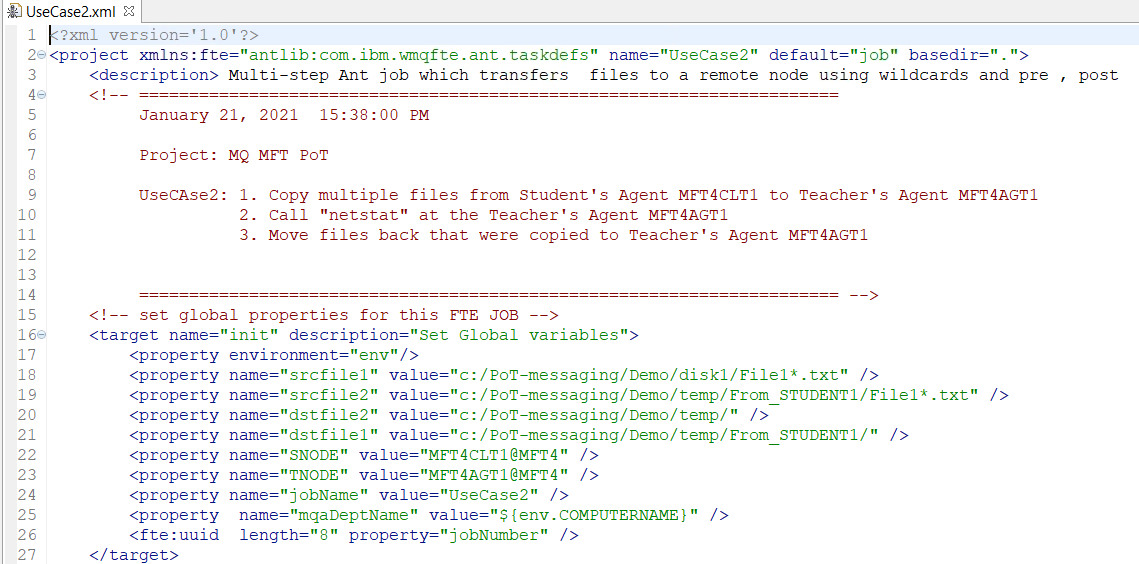 UseCase2.xml
1 <?xml version='1.0'?>
2 <project xmlns:fte="antlib:com.ibm.wmqfte.ant.taskdefs" name="UseCase2" default="job" basedir=".">
3 <description> Multi-step Ant job which transfers  files to a remote node using wildcards and pre , post
4 <!-- ======================================================================
5 January 21, 2021  15:38:00 PM
6
7 Project: MQ MFT PoT
8
9 UseCAse2: 1. Copy multiple files from Student's Agent MFT4CLT1 to Teacher's Agent MFT4AGT1
10 2. Call "netstat" at the Teacher's Agent MFT4AGT1
11 3. Move files back that were copied to Teacher's Agent MFT4AGT1
12
13
14 ====================================================================== -->
15 <!-- set global properties for this FTE JOB -->
16 <target name="init" description="Set Global variables">
17 <property environment="env"/>
18 <property name="srcfile1" value="c:/PoT-messaging/Demo/disk1/File1*.txt" />
19 <property name="srcfile2" value="c:/PoT-messaging/Demo/temp/From_STUDENT1/File1*.txt" />
20 <property name="dstfile2" value="c:/PoT-messaging/Demo/temp/" />
21 <property name="dstfile1" value="c:/PoT-messaging/Demo/temp/From_STUDENT1/" />
22 <property name="SNODE" value="MFT4CLT1@MFT4" />
23 <property name="TNODE" value="MFT4AGT1@MFT4" />
24 <property name="jobName" value="UseCase2" />
25 <property  name="mqaDeptName" value="${env.COMPUTERNAME}" />
26 <fte:uuid  length="8" property="jobNumber" />
27 </target>